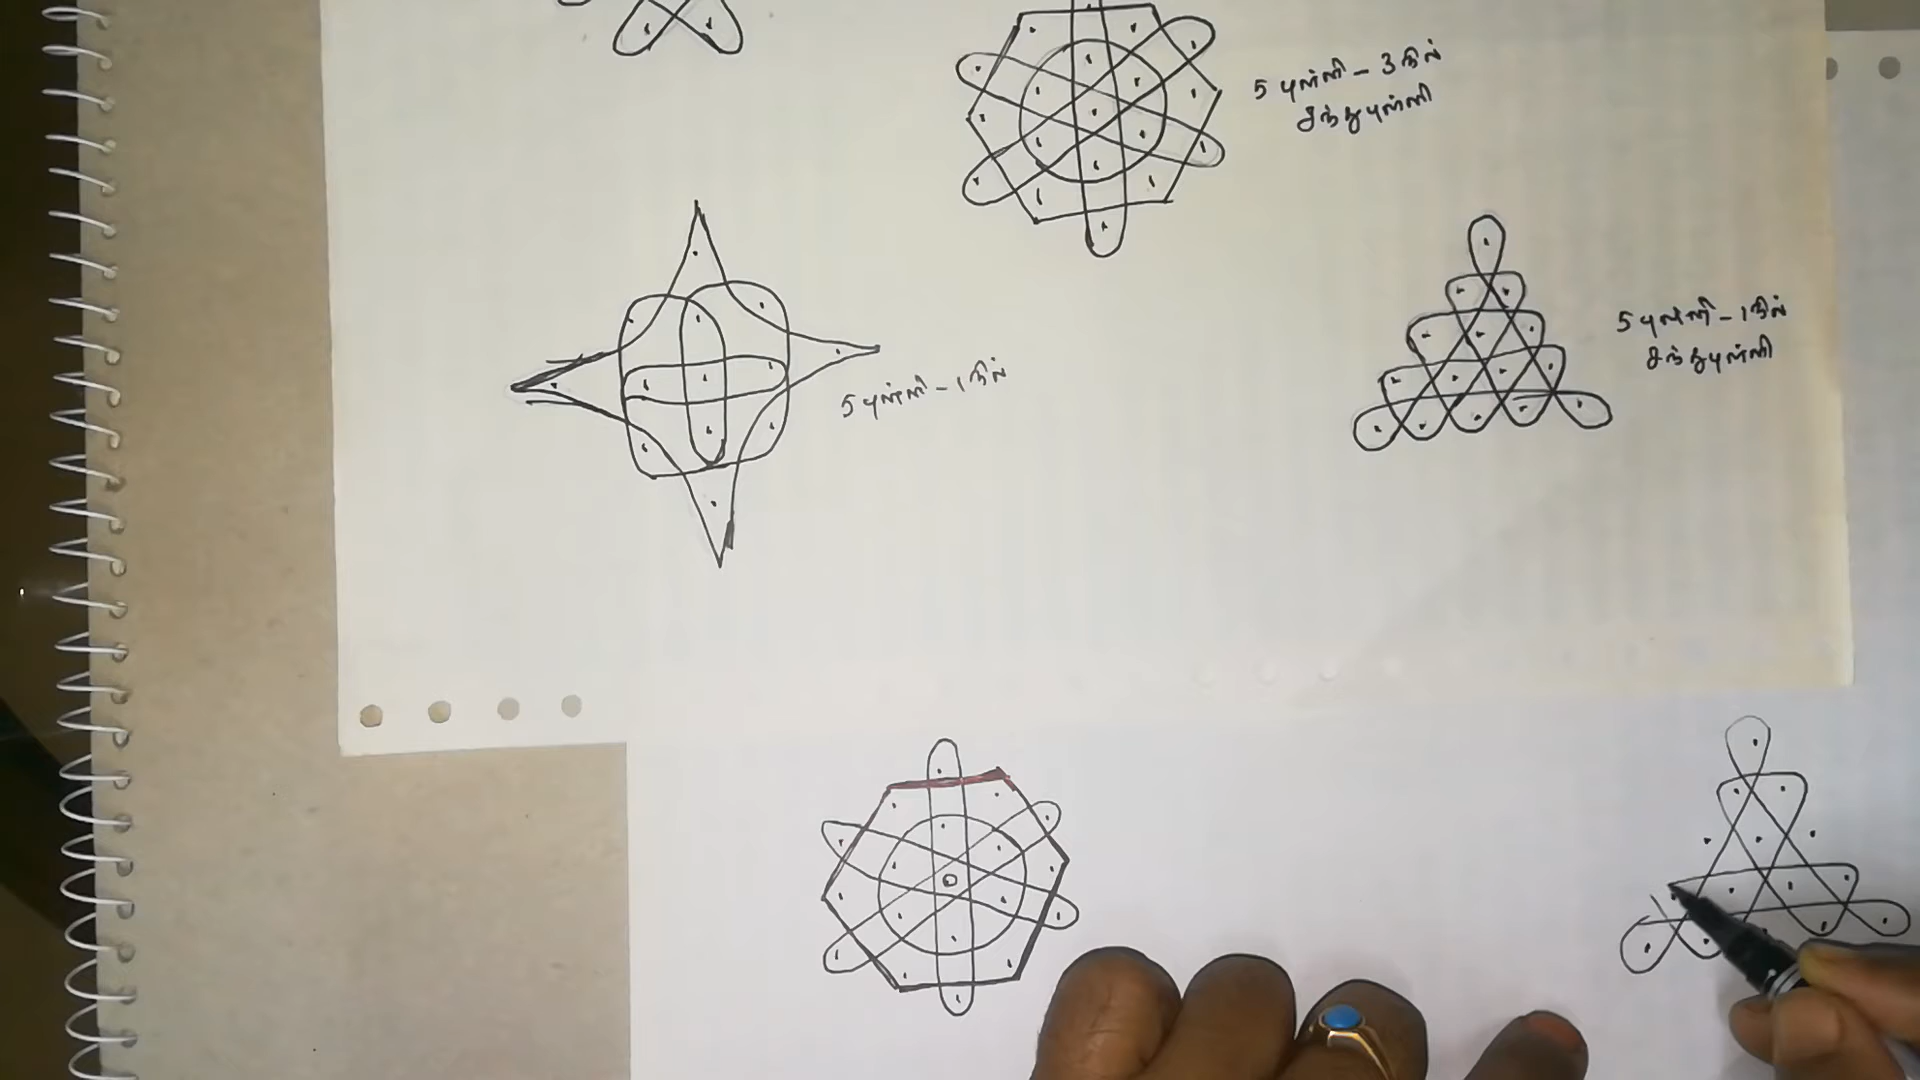 5 புள்ளி - 3 நில்
சந்துபுள்ளி
5 புள்ளி - 1 நில்
சந்துபுள்ளி
5 புள்ளி - 1 நில்